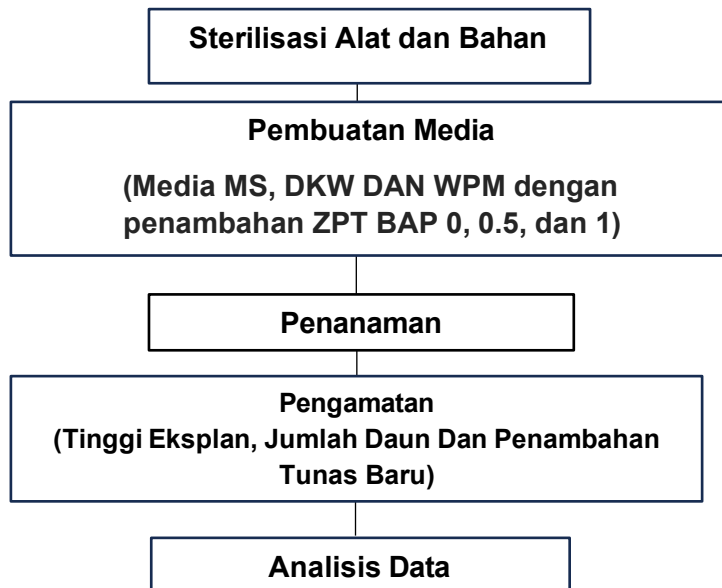 Sterilisasi Alat dan Bahan
Pembuatan Media
(Media MS, DKW DAN WPM dengan
penambahan ZPT BAP 0, 0.5, dan 1)
Penanaman
Pengamatan
(Tinggi Eksplan, Jumlah Daun Dan Penambahan
Tunas Baru)
Analisis Data